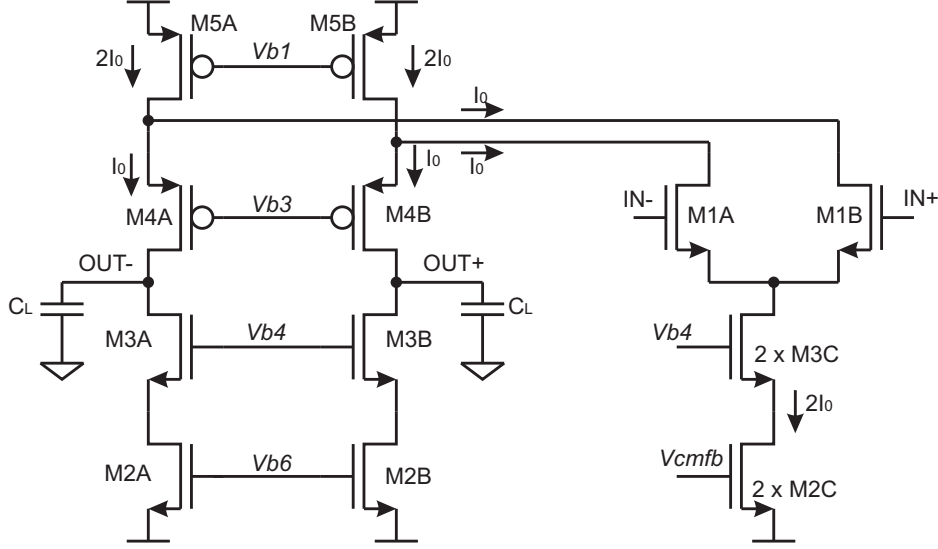 M5A M5B
2I0 Vb1 2I0
I0
I0 I0 I0
M4A Vb3 M4B IN- M1A M1B IN+
OUT- OUT+
CL CL
M3A Vb4 M3B Vb4 2 x M3C
2I0
M2A Vb6 M2B Vcmfb 2 x M2C